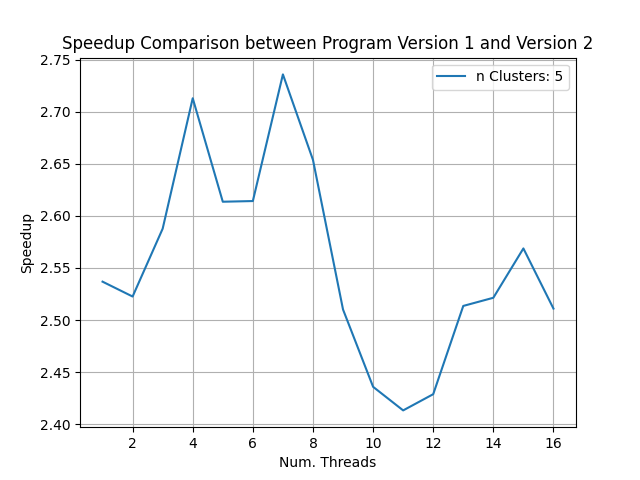 Speedup Comparison between Program Version 1 and Version 2
n Clusters: 5
2.75
2.70
2.65
2.60
2.55
2.50
2.45
2.40
Speedup
2 4 6 8 10 12 14 16
Num. Threads